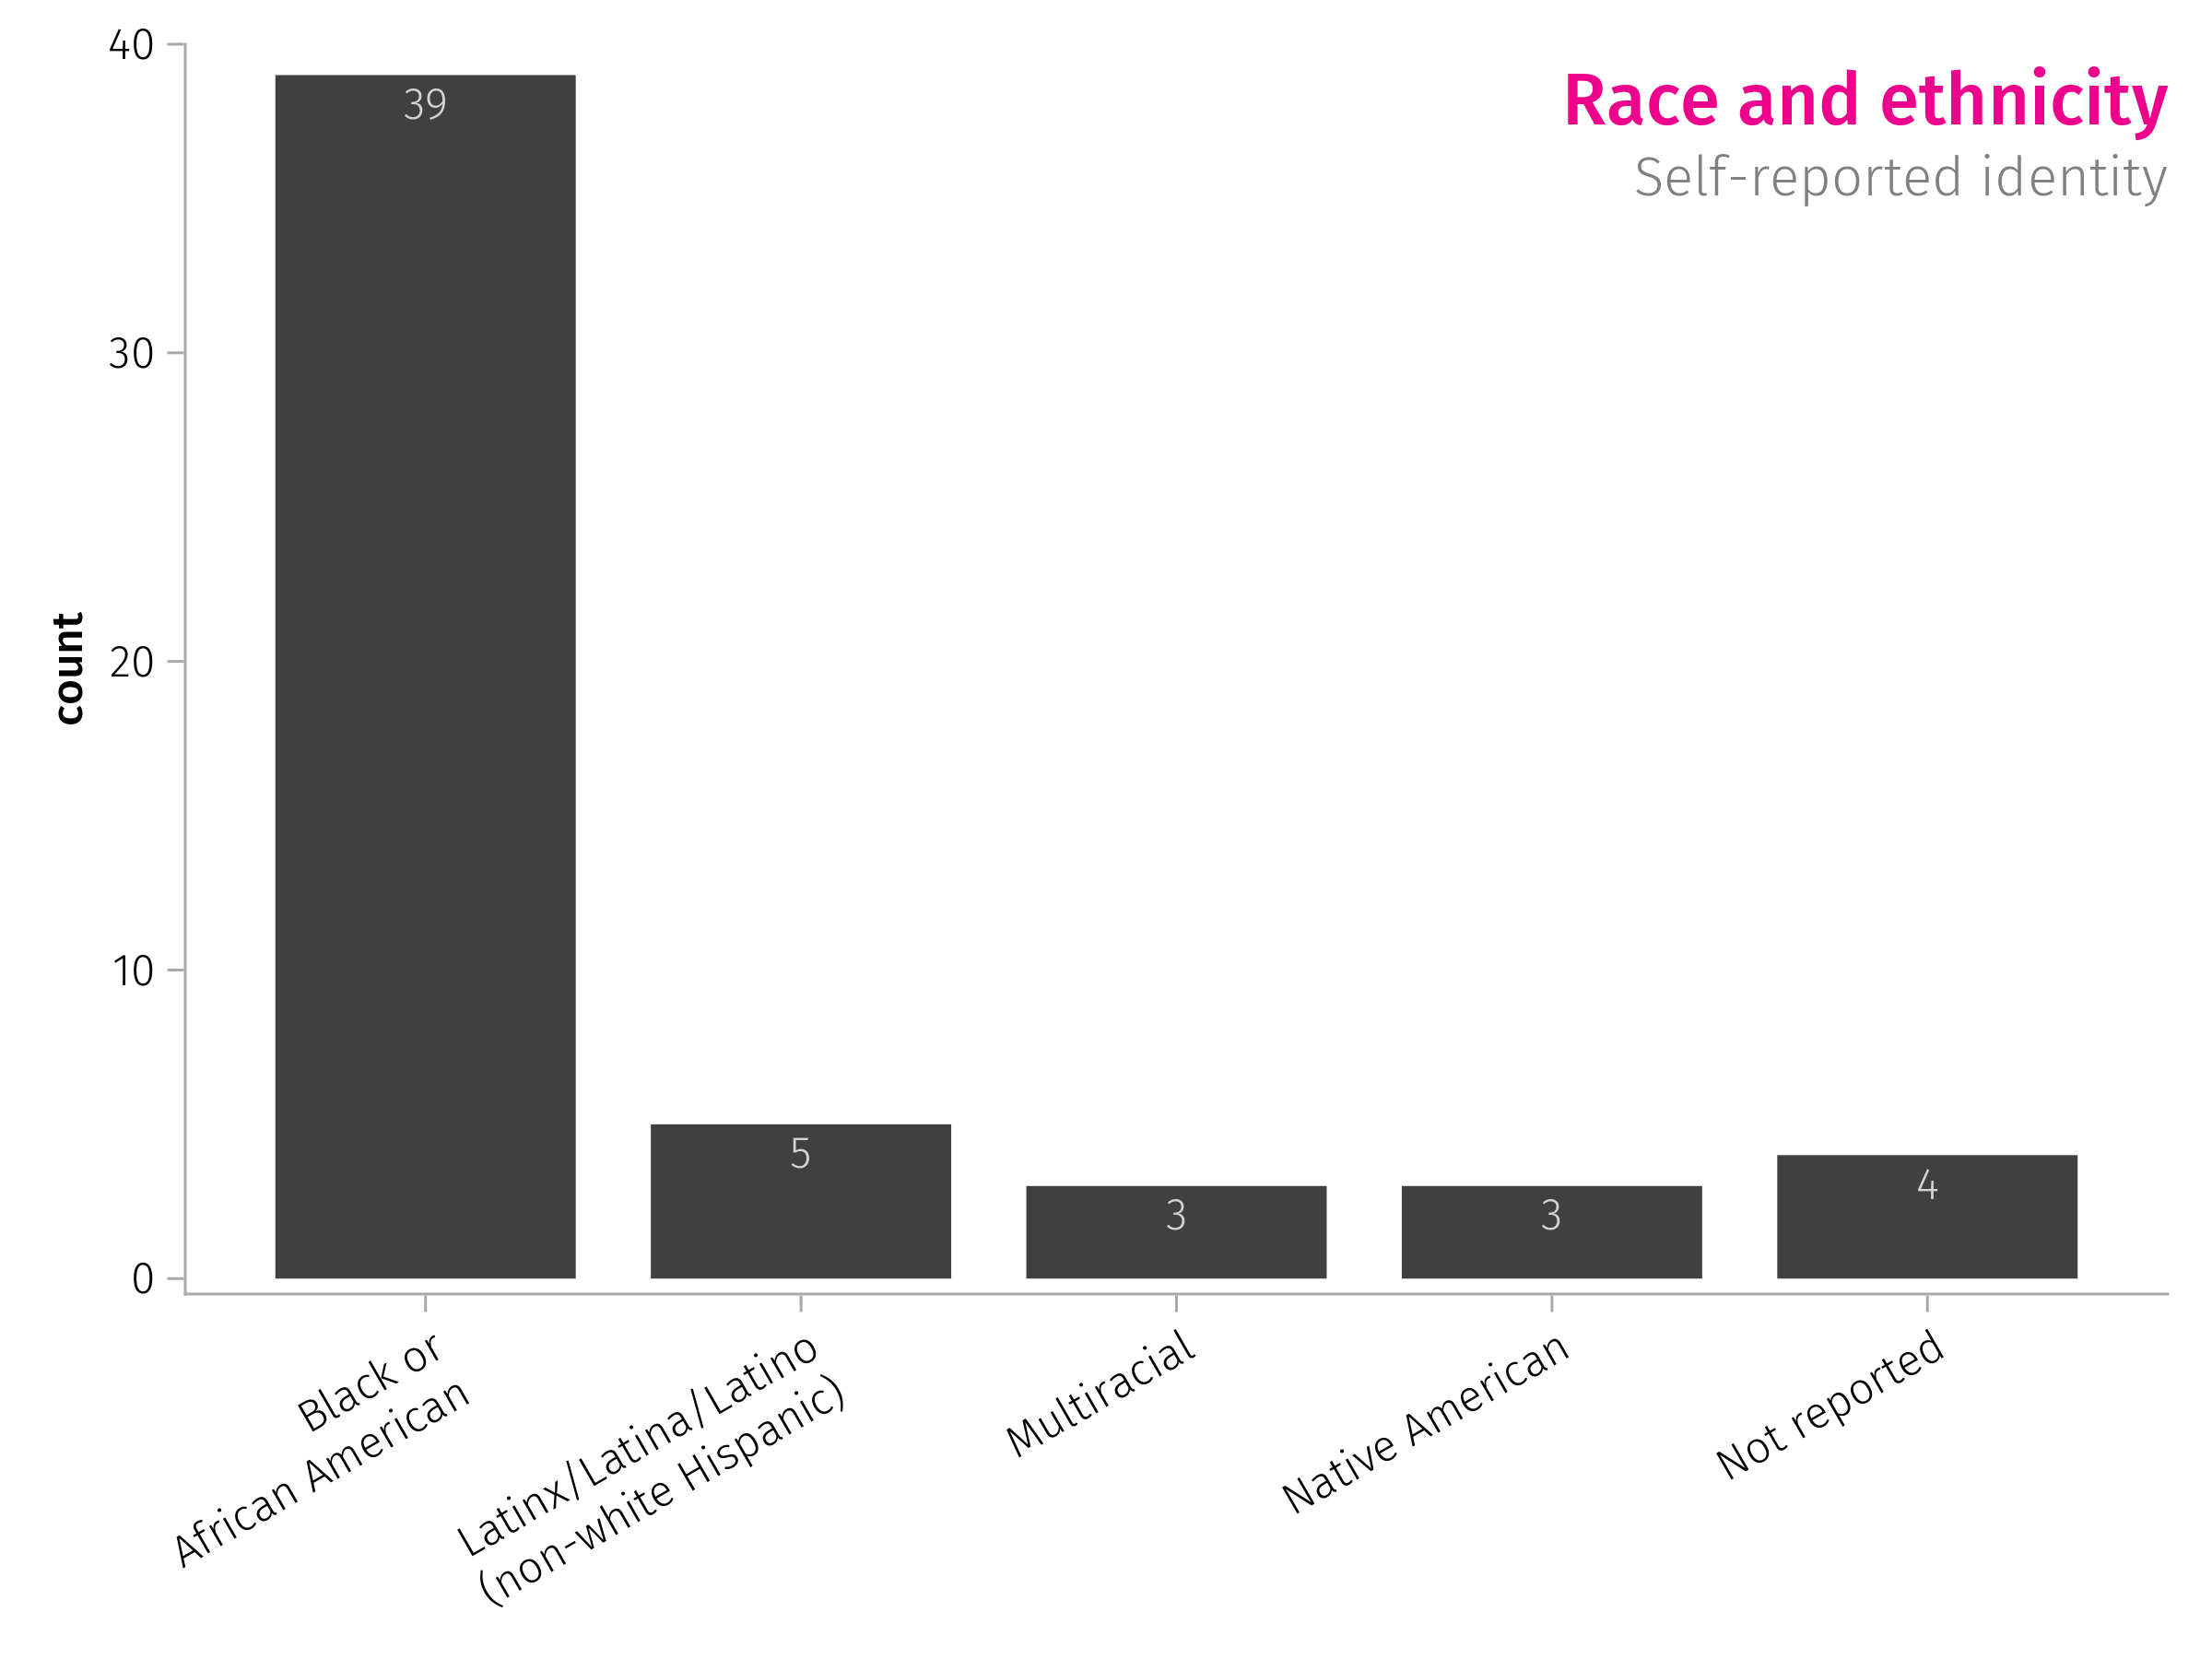 Race and ethnicity
Self-reported identity
count
40
30
20
10
0
39
5
3
3
4
Black or
African American
Latinx/Latina/Latino
(non-white Hispanic)
Multiracial
Native American
Not reported